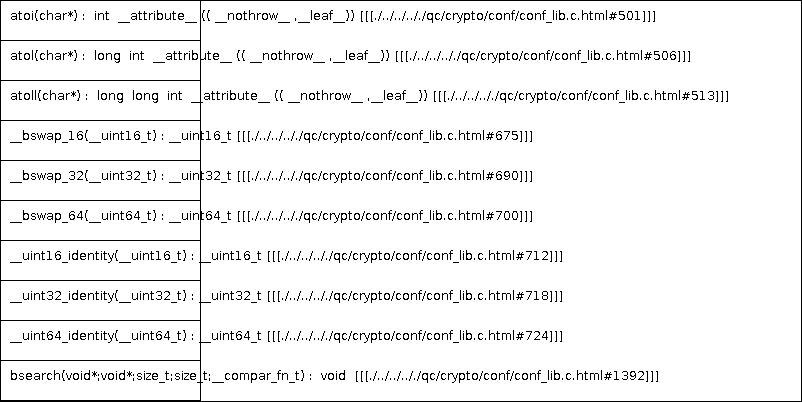 atoi(char*) : int __attribute__ (( __nothrow__ ,__leaf__)) [[[./../../../../qc/crypto/conf/conf_lib.c.html#501]]]
atol(char*) : long int __attribute__ (( __nothrow__ ,__leaf__)) [[[./../../../../qc/crypto/conf/conf_lib.c.html#506]]]
atoll(char*) : long long int __attribute__ (( __nothrow__ ,__leaf__)) [[[./../../../../qc/crypto/conf/conf_lib.c.html#513]]]
__bswap_16(__uint16_t) : __uint16_t [[[./../../../../qc/crypto/conf/conf_lib.c.html#675]]]
__bswap_32(__uint32_t) : __uint32_t [[[./../../../../qc/crypto/conf/conf_lib.c.html#690]]]
__bswap_64(__uint64_t) : __uint64_t [[[./../../../../qc/crypto/conf/conf_lib.c.html#700]]]
__uint16_identity(__uint16_t) : __uint16_t [[[./../../../../qc/crypto/conf/conf_lib.c.html#712]]]
__uint32_identity(__uint32_t) : __uint32_t [[[./../../../../qc/crypto/conf/conf_lib.c.html#718]]]
__uint64_identity(__uint64_t) : __uint64_t [[[./../../../../qc/crypto/conf/conf_lib.c.html#724]]]
bsearch(void*;void*;size_t;size_t;__compar_fn_t) : void [[[./../../../../qc/crypto/conf/conf_lib.c.html#1392]]]